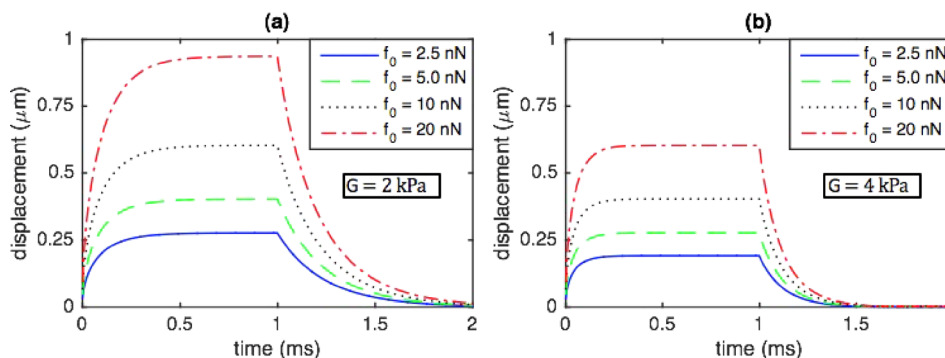 (a)
1
0.75
0.5
0.25
0
displacement (μm)
f₀ = 2.5 nN
f₀ = 5.0 nN
f₀ = 10 nN
f₀ = 20 nN
G = 2 kPa
0 0.5 1 1.5 2
time (ms)
(b)
1
0.75
0.5
0.25
0
displacement (μm)
f₀ = 2.5 nN
f₀ = 5.0 nN
f₀ = 10 nN
f₀ = 20 nN
G = 4 kPa
0 0.5 1 1.5
time (ms)